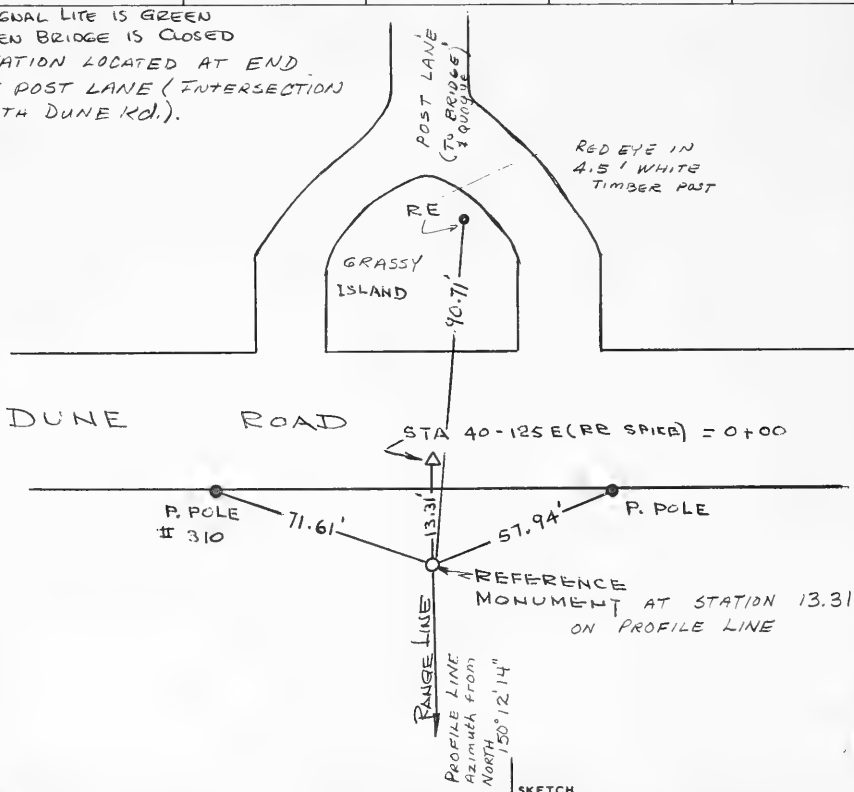 GNAL LITE IS GREEN
EN BRIDGE IS CLOSED
ATION LOCATED AT END
POST LANE (INTERSECTION
TH DUNE Rd.).
POST LANE
(TO BRIDGE
& QUOGUE)
RED EYE IN
4.5' WHITE
TIMBER POST
RE
GRASSY
ISLAND
90.71'
DUNE ROAD
STA 40-125 E (RR SPIKE) = 0+00
P. POLE
# 310
71.61'
13.31'
57.94'
P. POLE
REFERENCE
MONUMENT AT STATION 13.31
ON PROFILE LINE
RANGE LINE
PROFILE LINE
Azimuth from
NORTH 150° 12' 14"
SKETCH